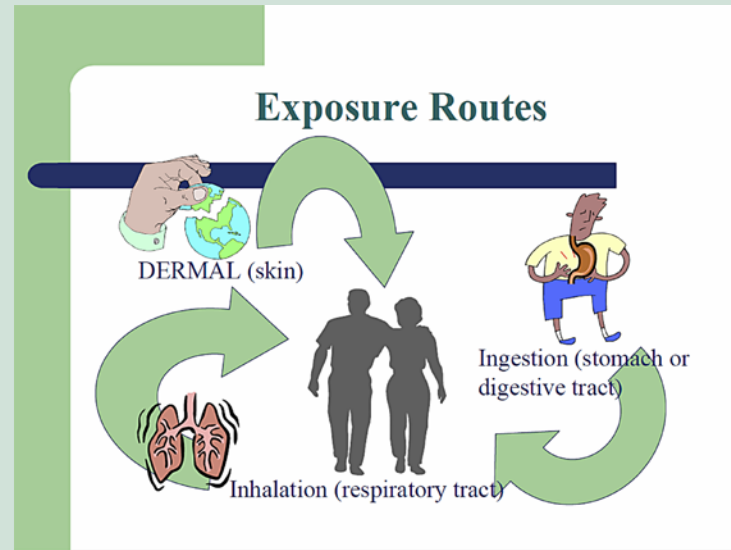 Exposure Routes
DERMAL (skin)
Ingestion (stomach or
digestive tract)
Inhalation (respiratory tract)